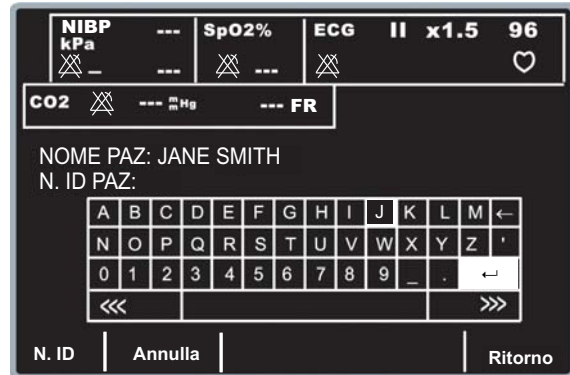 NIBP --- SpO2% ECG II x1.5 96
kPa
– --- ---
CO2 --- mmHg --- FR
NOME PAZ: JANE SMITH
N. ID PAZ:
A B C D E F G H I J K L M ←
N O P Q R S T U V W X Y Z '
0 1 2 3 4 5 6 7 8 9 _ . ↵
<<< >>>
N. ID Annulla Ritorno